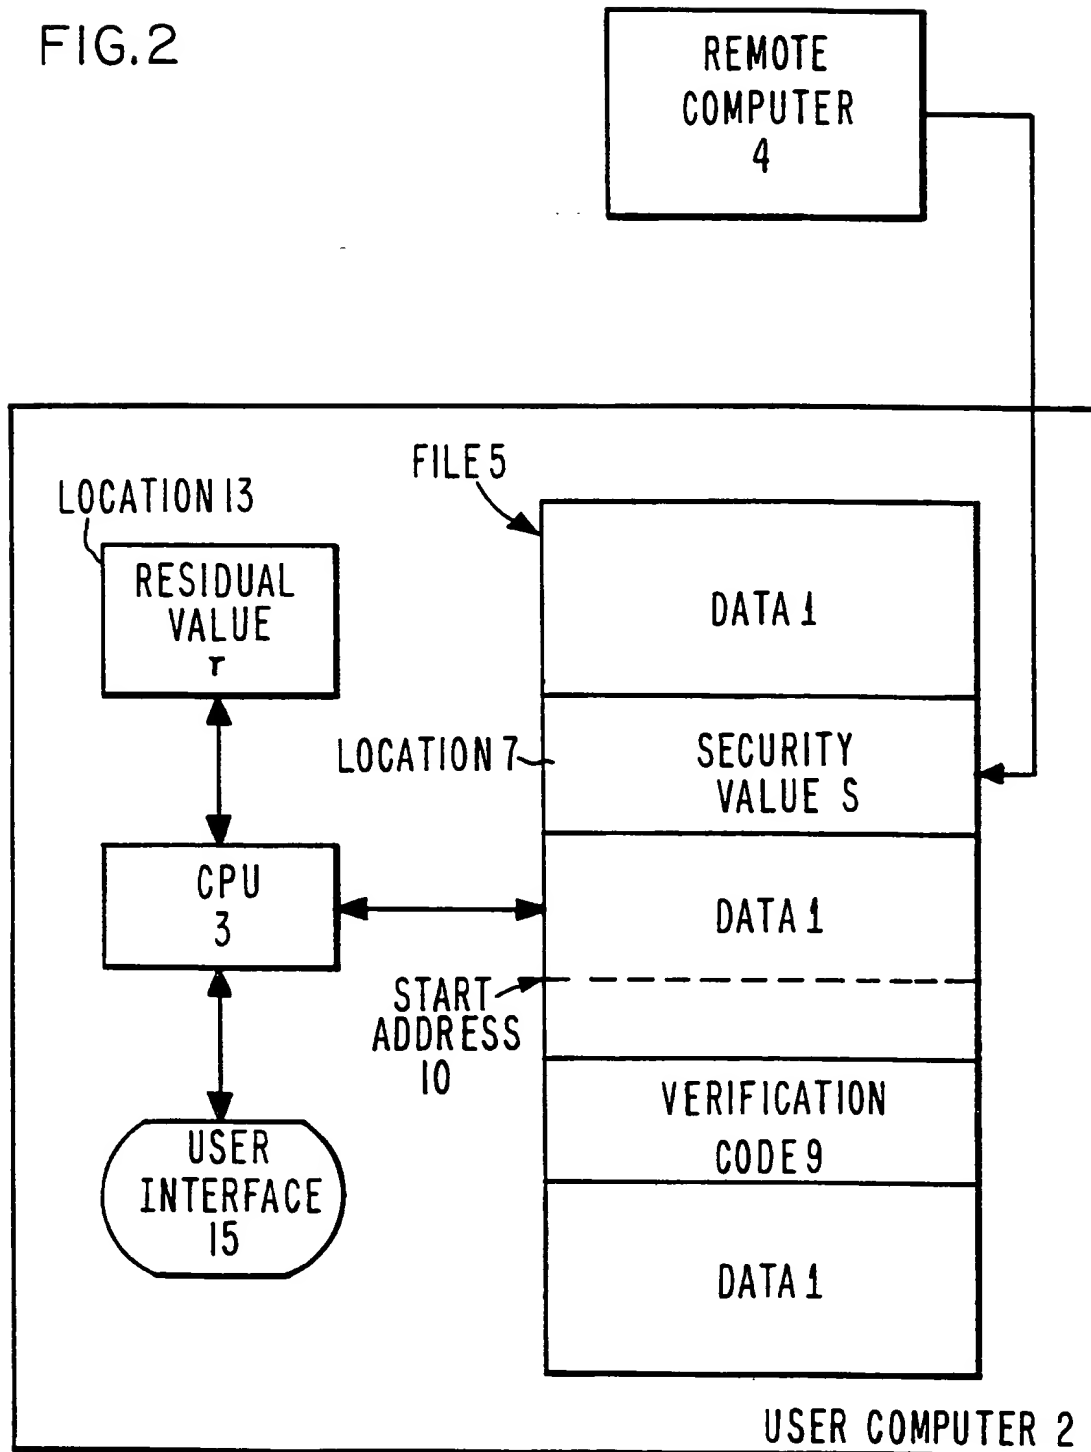 FIG.2
REMOTE
COMPUTER
4
FILE 5
LOCATION 13
RESIDUAL
VALUE
r
DATA 1
LOCATION 7
SECURITY
VALUE S
CPU
3
DATA 1
START
ADDRESS
10
VERIFICATION
CODE 9
USER
INTERFACE
15
DATA 1
USER COMPUTER 2